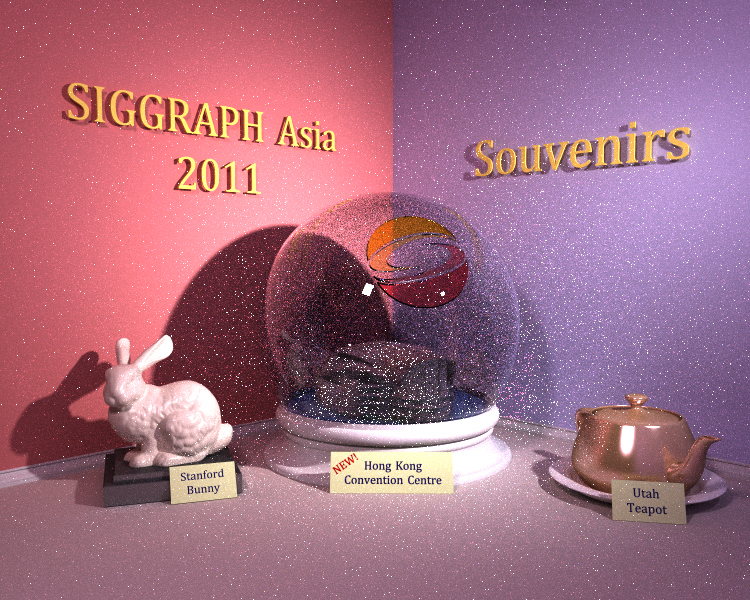 SIGGRAPH Asia
2011
Souvenirs
Stanford
Bunny
NEW!
Hong Kong
Convention Centre
Utah
Teapot